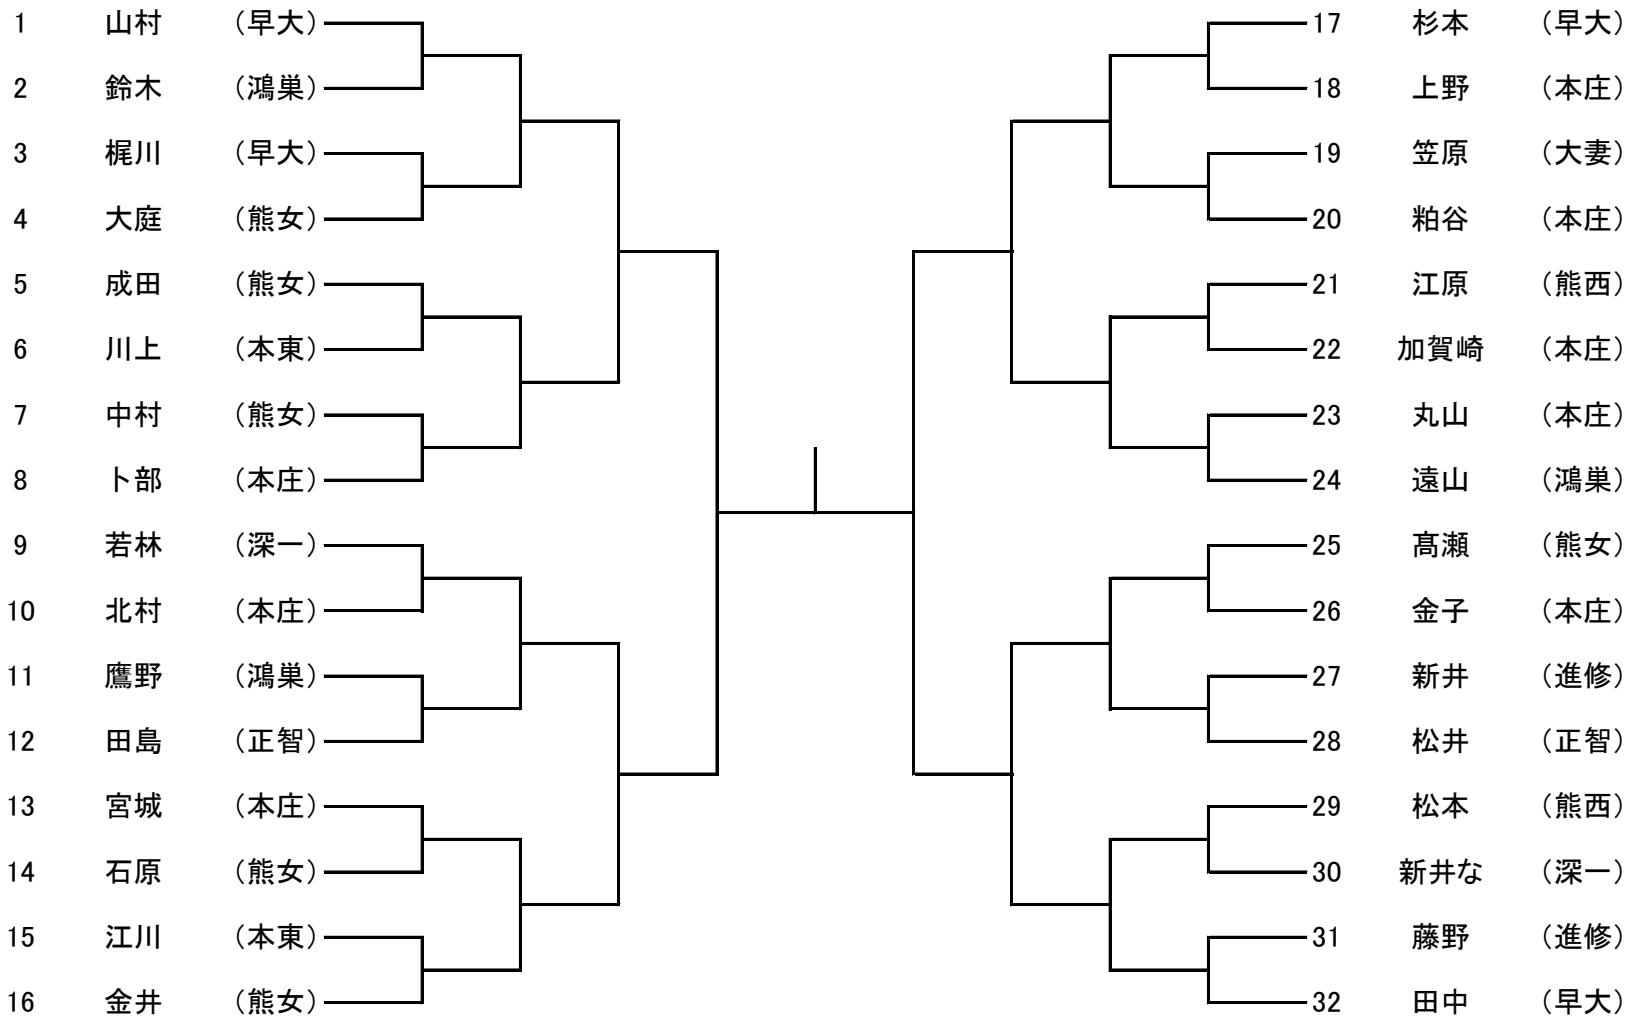 1 山村 （早大） 17 杉本 （早大）
2 鈴木 （鴻巣） 18 上野 （本庄）
3 梶川 （早大） 19 笠原 （大妻）
4 大庭 （熊女） 20 粕谷 （本庄）
5 成田 （熊女） 21 江原 （熊西）
6 川上 （本東） 22 加賀崎 （本庄）
7 中村 （熊女） 23 丸山 （本庄）
8 卜部 （本庄） 24 遠山 （鴻巣）
9 若林 （深一） 25 髙瀬 （熊女）
10 北村 （本庄） 26 金子 （本庄）
11 鷹野 （鴻巣） 27 新井 （進修）
12 田島 （正智） 28 松井 （正智）
13 宮城 （本庄） 29 松本 （熊西）
14 石原 （熊女） 30 新井な （深一）
15 江川 （本東） 31 藤野 （進修）
16 金井 （熊女） 32 田中 （早大）